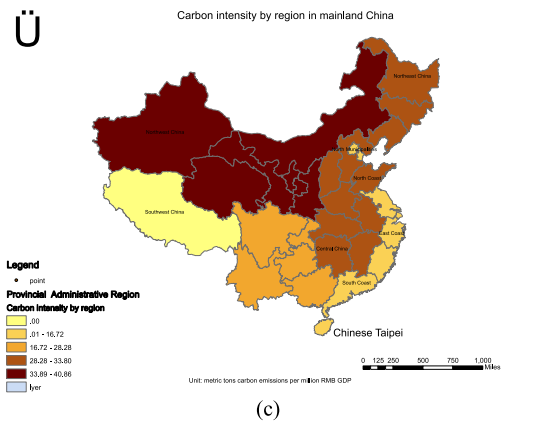 Carbon intensity by region in mainland China
Ü
Northeast China
Northwest China
North Municipalities
North Coast
Southwest China
East Coast
Central China
South Coast
Chinese Taipei
Legend
point
Provincial Administrative Region
Carbon intensity by region
.00
.01 - 16.72
16.72 - 28.28
28.28 - 33.80
33.89 - 40.86
lyer
0 125 250 500 750 1,000
Miles
Unit: metric tons carbon emissions per million RMB GDP
(c)